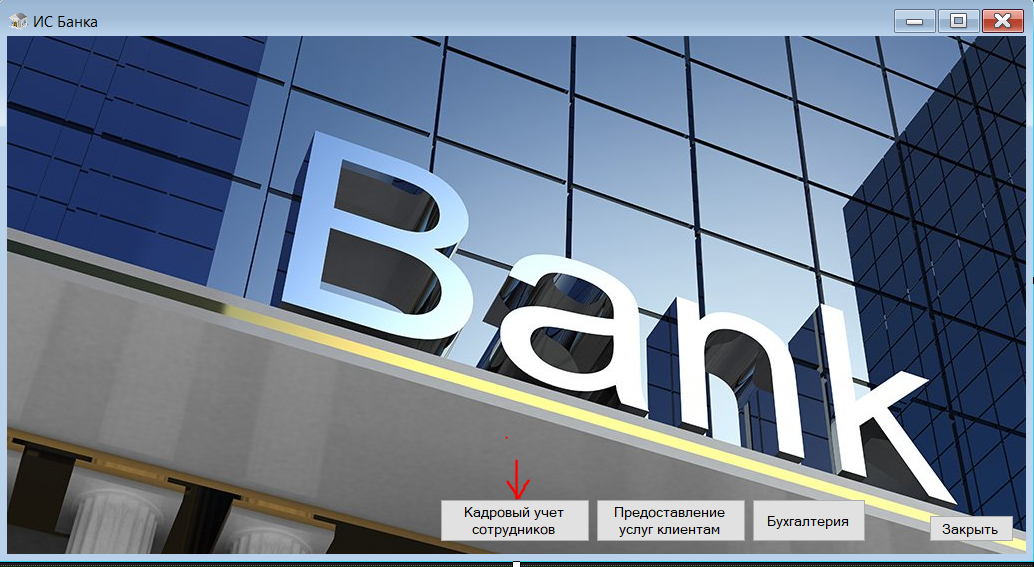 ИС Банка
Bank
Кадровый учет
сотрудников
Предоставление
услуг клиентам
Бухгалтерия
Закрыть